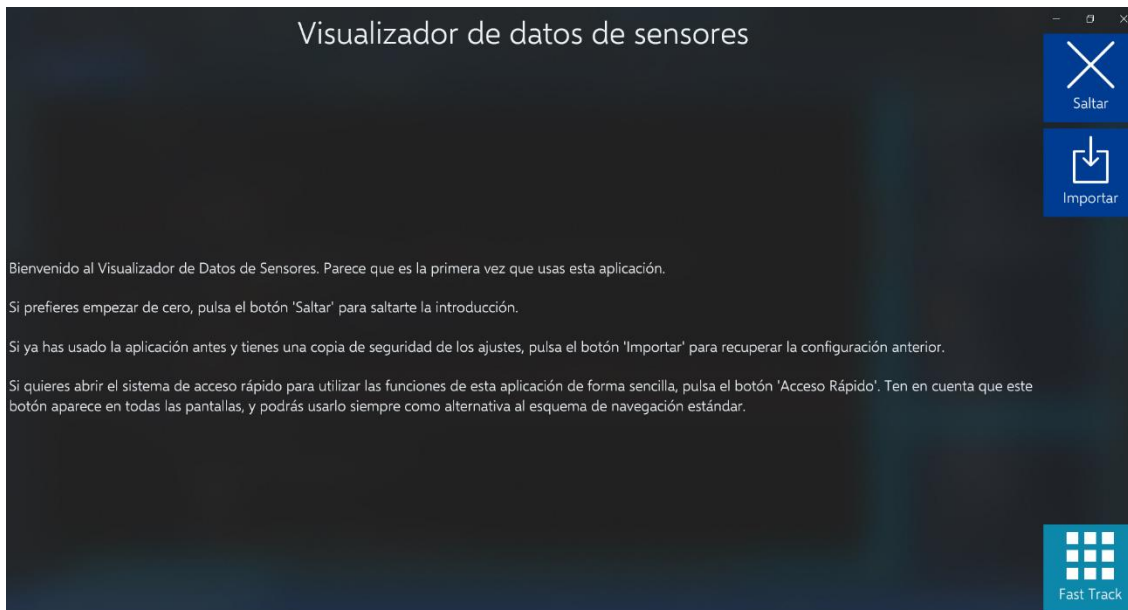 Visualizador de datos de sensores
Saltar
Importar
Bienvenido al Visualizador de Datos de Sensores. Parece que es la primera vez que usas esta aplicación.
Si prefieres empezar de cero, pulsa el botón 'Saltar' para saltarte la introducción.
Si ya has usado la aplicación antes y tienes una copia de seguridad de los ajustes, pulsa el botón 'Importar' para recuperar la configuración anterior.
Si quieres abrir el sistema de acceso rápido para utilizar las funciones de esta aplicación de forma sencilla, pulsa el botón 'Acceso Rápido'. Ten en cuenta que este
botón aparece en todas las pantallas, y podrás usarlo siempre como alternativa al esquema de navegación estándar.
Fast Track